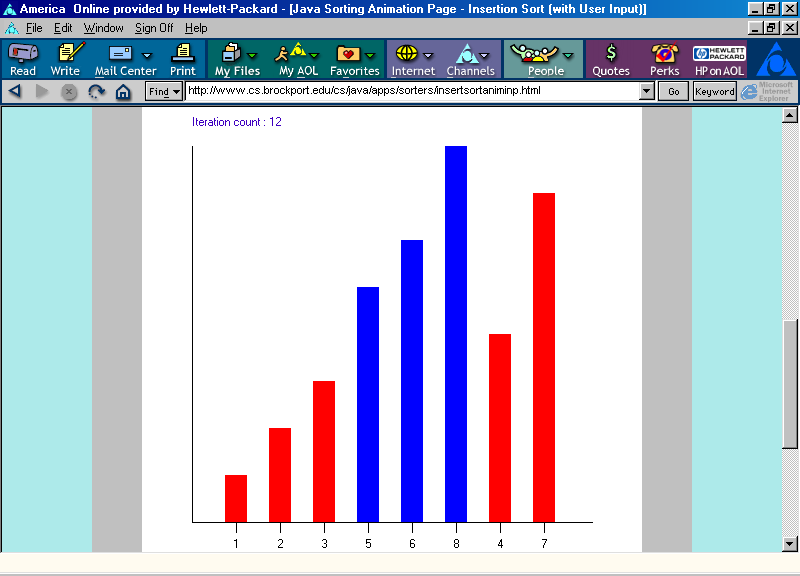 America Online provided by Hewlett-Packard - [Java Sorting Animation Page - Insertion Sort (with User Input)]
File Edit Window Sign Off Help
Read Write Mail Center Print My Files My AOL Favorites Internet Channels People Quotes Perks HP on AOL
HEWLETT PACKARD
Find http://www.cs.brockport.edu/cs/java/apps/sorters/insertsortaniminp.html Go Keyword Microsoft Internet Explorer
Iteration count : 12
1 2 3 5 6 8 4 7